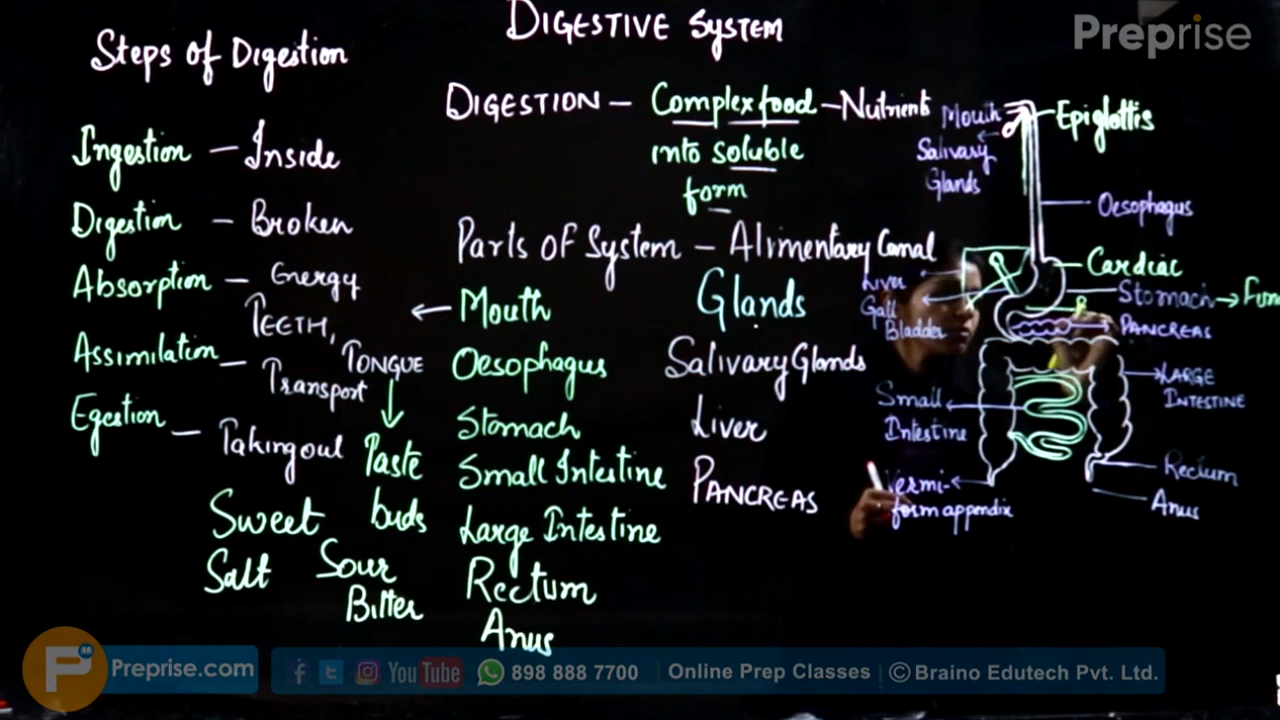 Preprise
DIGESTIVE SYSTEM
Steps of Digestion
Ingestion – Inside
Digestion – Broken
Absorption – Energy
Assimilation – Transport
Egestion – Taking out
DIGESTION – Complex food – Nutrients
into soluble
form
Parts of System – Alimentary Canal
Glands
← Mouth
TEETH,
TONGUE
↓
Paste
buds
Sweet
Salt Sour
Bitter
Oesophagus
Stomach
Small Intestine
Large Intestine
Rectum
Anus
Salivary Glands
Liver
PANCREAS
Mouth
Epiglottis
Salivary
Glands
Oesophagus
Cardiac
Liver
Stomach →
Gall
Bladder
PANCREAS
LARGE
INTESTINE
Small
Intestine
Rectum
Vermi-
form appendix
Anus
Preprise.com
YouTube
898 888 7700
Online Prep Classes
© Braino Edutech Pvt. Ltd.